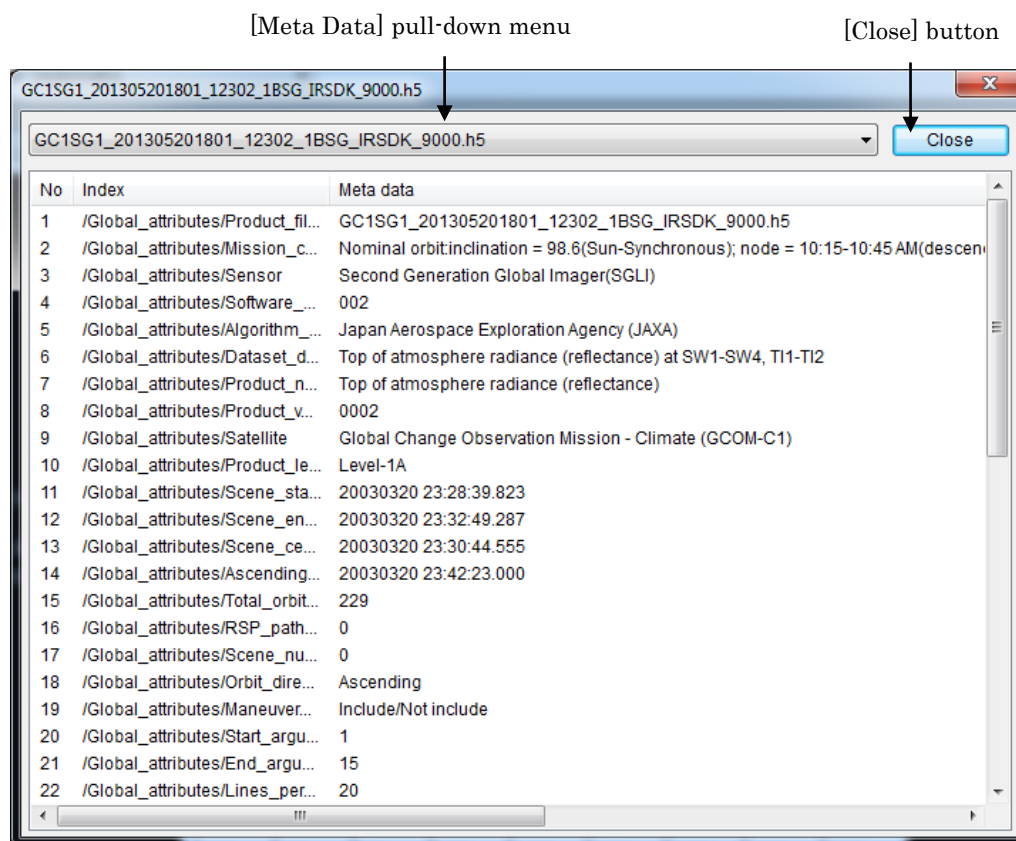 [Meta Data] pull-down menu
[Close] button
GC1SG1_201305201801_12302_1BSG_IRSDK_9000.h5
GC1SG1_201305201801_12302_1BSG_IRSDK_9000.h5 Close
No Index Meta data
1 /Global_attributes/Product_fil... GC1SG1_201305201801_12302_1BSG_IRSDK_9000.h5
2 /Global_attributes/Mission_c... Nominal orbit:inclination = 98.6(Sun-Synchronous); node = 10:15-10:45 AM(descen
3 /Global_attributes/Sensor Second Generation Global Imager(SGLI)
4 /Global_attributes/Software_... 002
5 /Global_attributes/Algorithm_... Japan Aerospace Exploration Agency (JAXA)
6 /Global_attributes/Dataset_d... Top of atmosphere radiance (reflectance) at SW1-SW4, TI1-TI2
7 /Global_attributes/Product_n... Top of atmosphere radiance (reflectance)
8 /Global_attributes/Product_v... 0002
9 /Global_attributes/Satellite Global Change Observation Mission - Climate (GCOM-C1)
10 /Global_attributes/Product_le... Level-1A
11 /Global_attributes/Scene_sta... 20030320 23:28:39.823
12 /Global_attributes/Scene_en... 20030320 23:32:49.287
13 /Global_attributes/Scene_ce... 20030320 23:30:44.555
14 /Global_attributes/Ascending... 20030320 23:42:23.000
15 /Global_attributes/Total_orbit... 229
16 /Global_attributes/RSP_path... 0
17 /Global_attributes/Scene_nu... 0
18 /Global_attributes/Orbit_dire... Ascending
19 /Global_attributes/Maneuver... Include/Not include
20 /Global_attributes/Start_argu... 1
21 /Global_attributes/End_argu... 15
22 /Global_attributes/Lines_per... 20